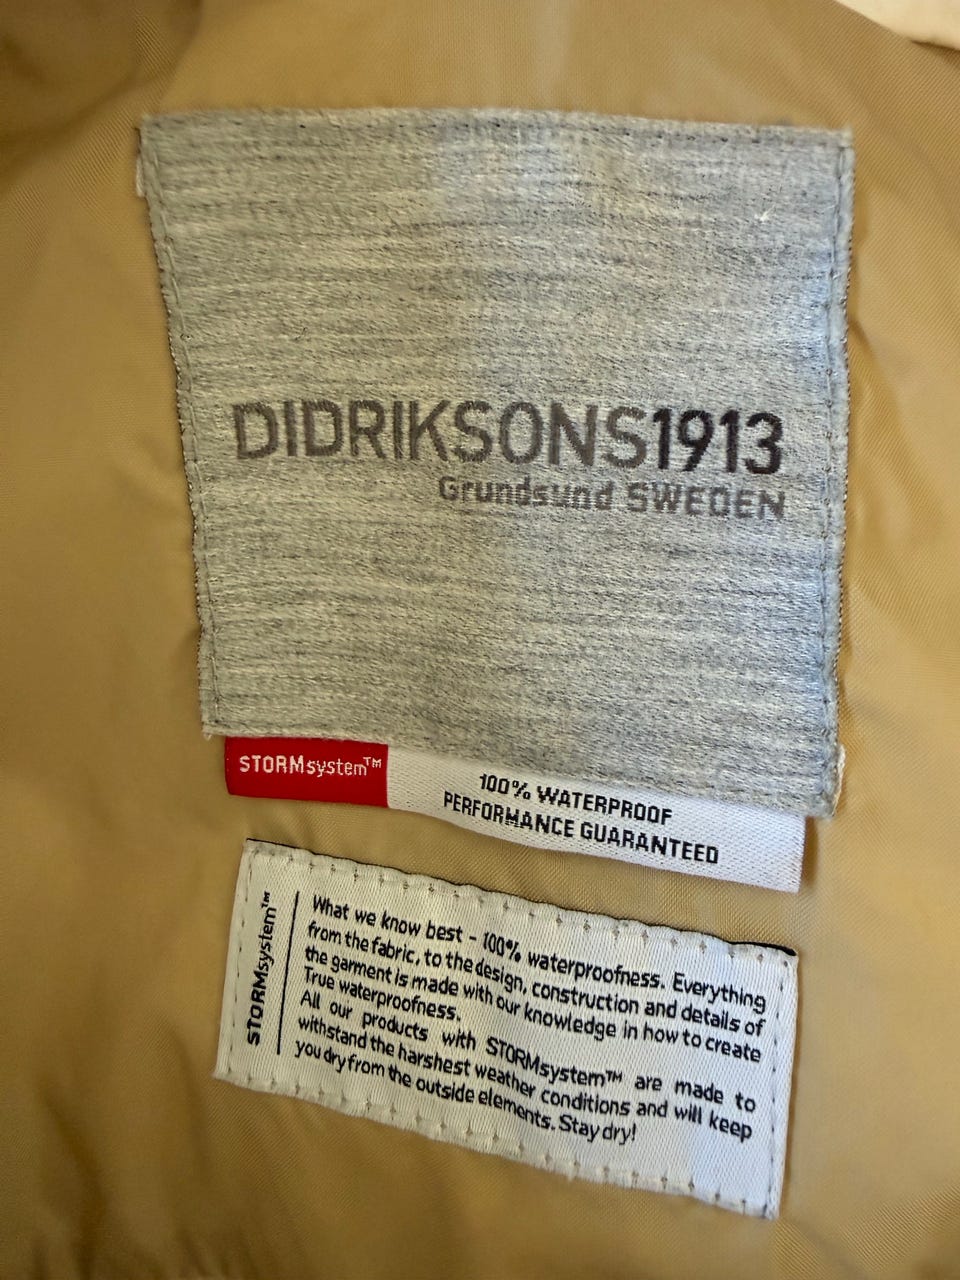 DIDRIKSONS1913
Grundsund SWEDEN
STORMsystem™
100% WATERPROOF
PERFORMANCE GUARANTEED
STORMsystem™
What we know best - 100% waterproofness. Everything
from the fabric, to the design, construction and details of
the garment is made with our knowledge in how to create
True waterproofness.
All our products with STORMsystem™ are made to
withstand the harshest weather conditions and will keep
you dry from the outside elements. Stay dry!